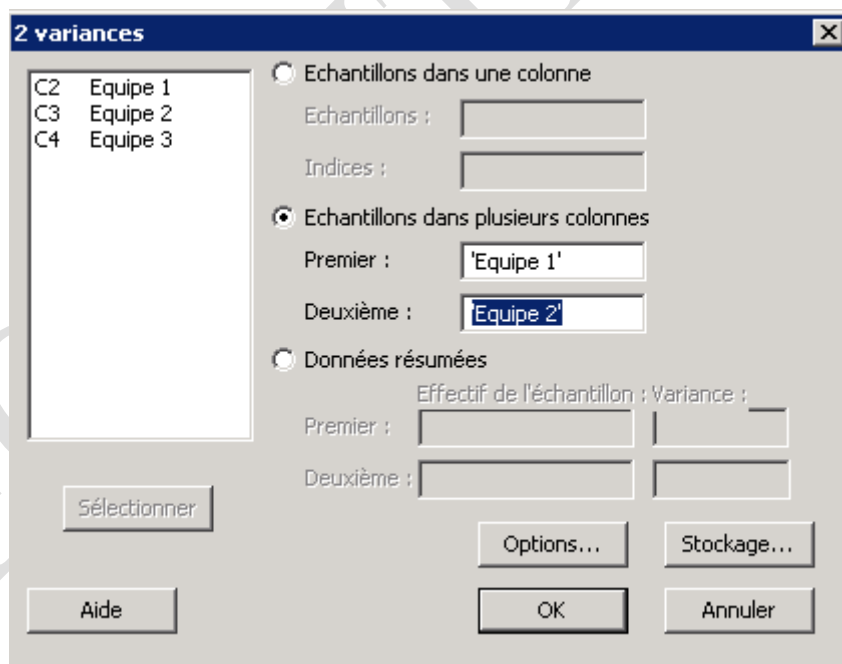 2 variances
C2 Equipe 1
C3 Equipe 2
C4 Equipe 3
Echantillons dans une colonne
Echantillons :
Indices :
Echantillons dans plusieurs colonnes
Premier : 'Equipe 1'
Deuxième : 'Equipe 2'
Données résumées
Effectif de l'échantillon : Variance :
Premier :
Deuxième :
Sélectionner
Options... Stockage...
Aide OK Annuler